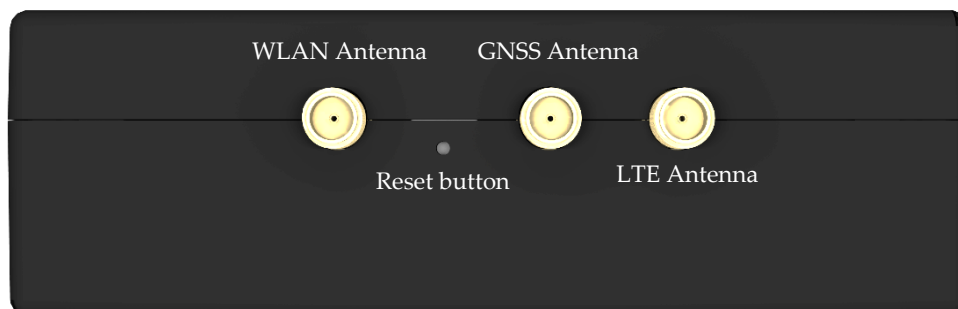 WLAN Antenna
GNSS Antenna
Reset button
LTE Antenna